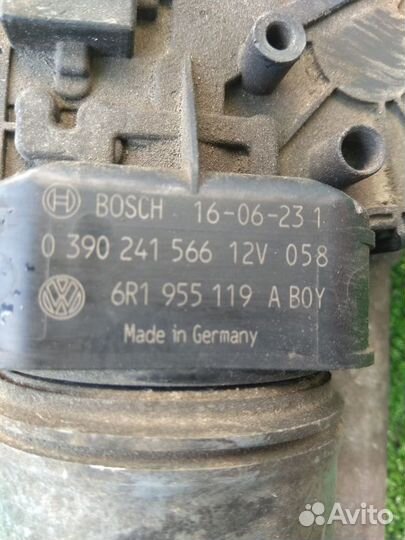 BOSCH 16-06-23 1
0 390 241 566 12V 058
6R1 955 119 A BOY
Made in Germany
Avito